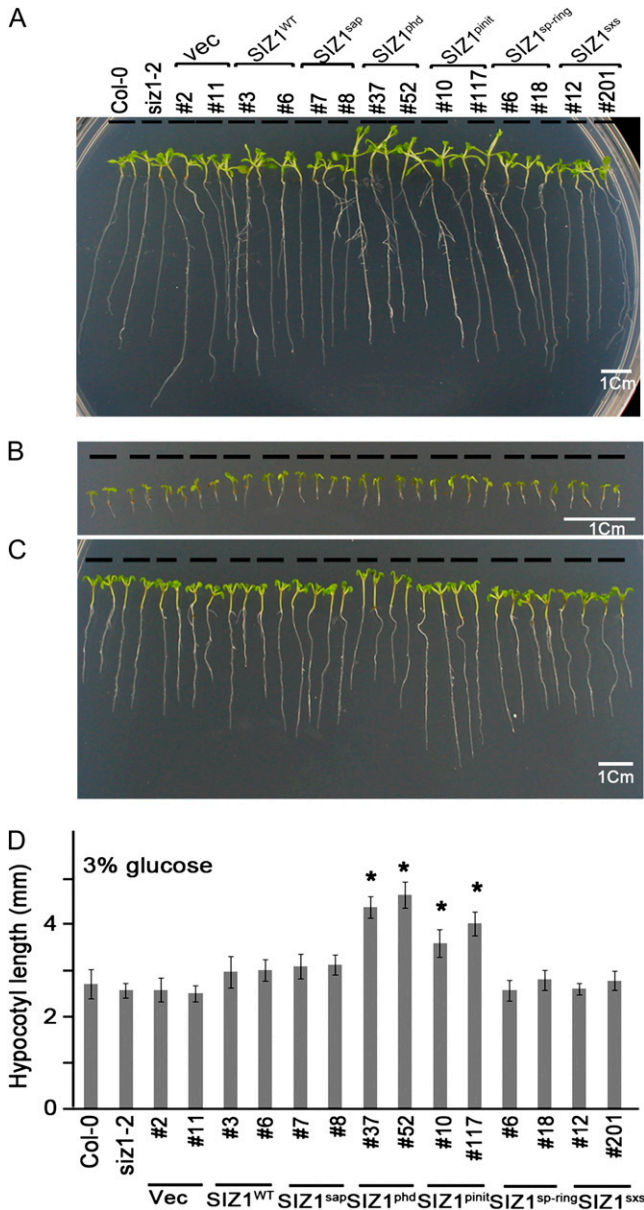 A
vec SIZ1WT SIZ1sap SIZ1phd SIZ1pinit SIZ1sp-ring SIZ1sxs
Col-0 siz1-2 #2 #11 #3 #6 #7 #8 #37 #52 #10 #117 #6 #18 #12 #201
1Cm
B
1Cm
C
1Cm
D
3% glucose
Hypocotyl length (mm)
4
2
0
Col-0 siz1-2 #2 #11 #3 #6 #7 #8 #37 #52 #10 #117 #6 #18 #12 #201
Vec SIZ1WT SIZ1sap SIZ1phd SIZ1pinit SIZ1sp-ring SIZ1sxs